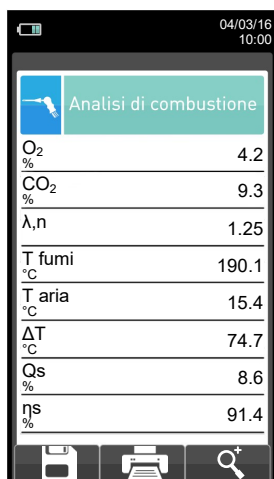 04/03/16
10:00
Analisi di combustione
O2 4.2
%
CO2 9.3
%
λ,n 1.25
T fumi 190.1
°C
T aria 15.4
°C
ΔT 74.7
°C
Qs 8.6
%
ηs 91.4
%